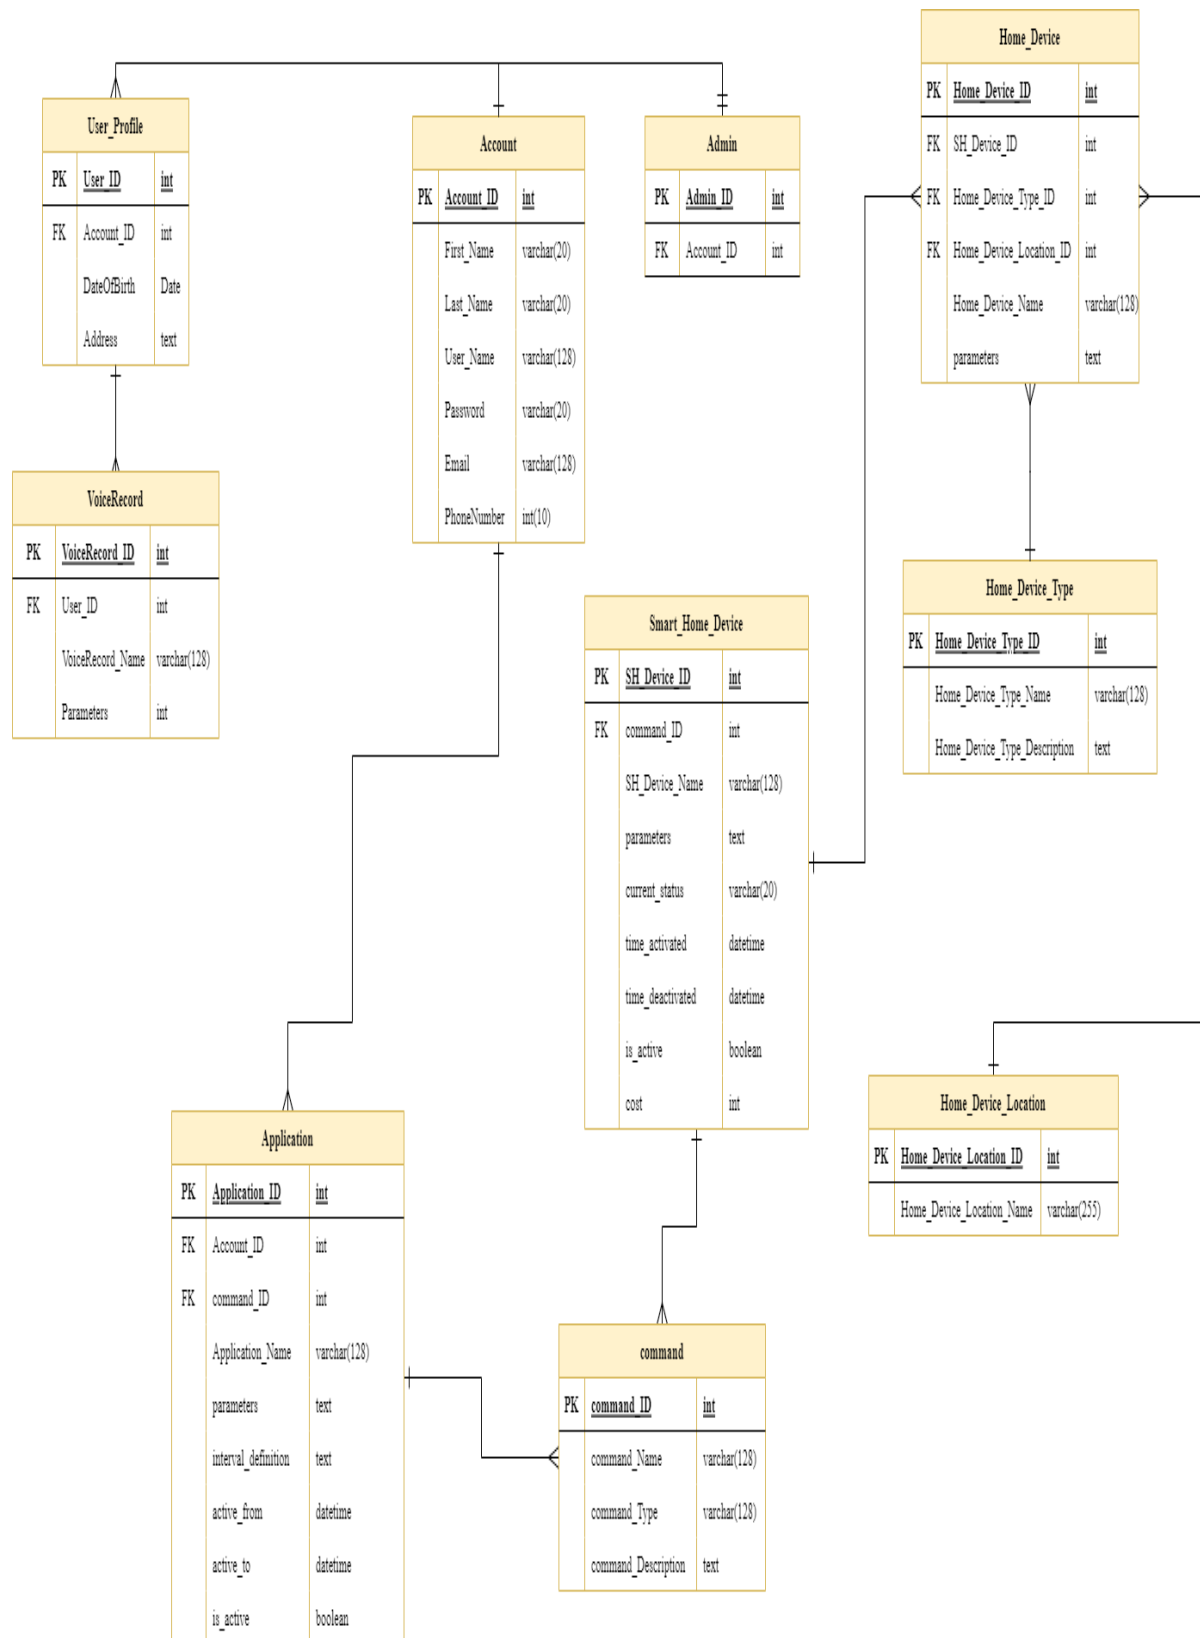 User_Profile
PK User_ID int
FK Account_ID int
DateOfBirth Date
Address text
VoiceRecord
PK VoiceRecord_ID int
FK User_ID int
VoiceRecord_Name varchar(128)
Parameters int
Account
PK Account_ID int
First_Name varchar(20)
Last_Name varchar(20)
User_Name varchar(128)
Password varchar(20)
Email varchar(128)
PhoneNumber int(10)
Admin
PK Admin_ID int
FK Account_ID int
Home_Device
PK Home_Device_ID int
FK SH_Device_ID int
FK Home_Device_Type_ID int
FK Home_Device_Location_ID int
Home_Device_Name varchar(128)
parameters text
Home_Device_Type
PK Home_Device_Type_ID int
Home_Device_Type_Name varchar(128)
Home_Device_Type_Description text
Smart_Home_Device
PK SH_Device_ID int
FK command_ID int
SH_Device_Name varchar(128)
parameters text
current_status varchar(20)
time_activated datetime
time_deactivated datetime
is_active boolean
cost int
Home_Device_Location
PK Home_Device_Location_ID int
Home_Device_Location_Name varchar(255)
Application
PK Application_ID int
FK Account_ID int
FK command_ID int
Application_Name varchar(128)
parameters text
interval_definition text
active_from datetime
active_to datetime
is_active boolean
command
PK command_ID int
command_Name varchar(128)
command_Type varchar(128)
command_Description text